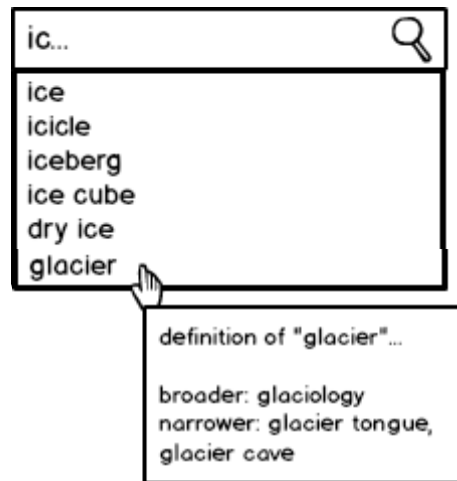 ic...
ice
icicle
iceberg
ice cube
dry ice
glacier
definition of "glacier"...
broader: glaciology
narrower: glacier tongue,
glacier cave